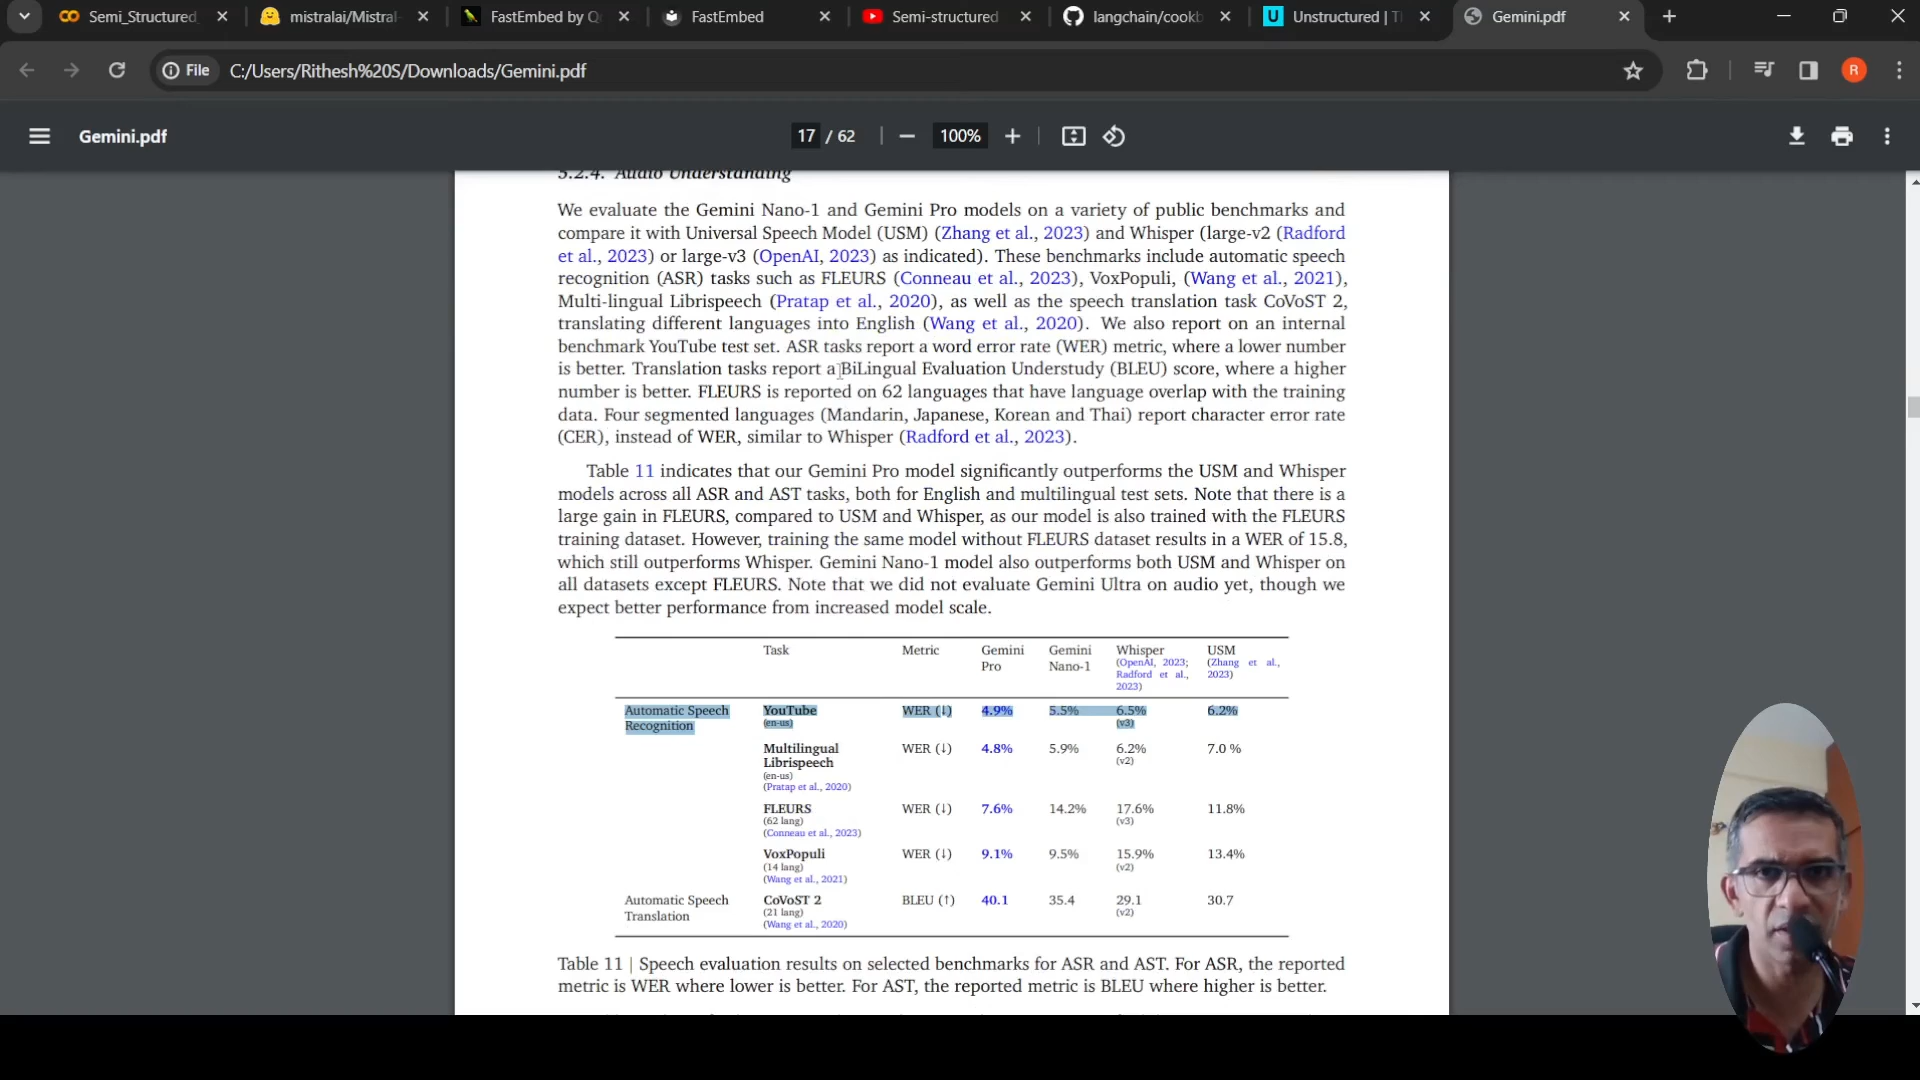 Semi_Structured_
mistralai/Mistral-
FastEmbed by Q
FastEmbed
Semi-structured
langchain/cookb
Unstructured | T
Gemini.pdf
File
C:/Users/Rithesh%20S/Downloads/Gemini.pdf
R
Gemini.pdf
17 / 62
100%
5.2.4. Audio Understanding
We evaluate the Gemini Nano-1 and Gemini Pro models on a variety of public benchmarks and
compare it with Universal Speech Model (USM) (Zhang et al., 2023) and Whisper (large-v2 (Radford
et al., 2023) or large-v3 (OpenAI, 2023) as indicated). These benchmarks include automatic speech
recognition (ASR) tasks such as FLEURS (Conneau et al., 2023), VoxPopuli, (Wang et al., 2021),
Multi-lingual Librispeech (Pratap et al., 2020), as well as the speech translation task CoVoST 2,
translating different languages into English (Wang et al., 2020). We also report on an internal
benchmark YouTube test set. ASR tasks report a word error rate (WER) metric, where a lower number
is better. Translation tasks report a BiLingual Evaluation Understudy (BLEU) score, where a higher
number is better. FLEURS is reported on 62 languages that have language overlap with the training
data. Four segmented languages (Mandarin, Japanese, Korean and Thai) report character error rate
(CER), instead of WER, similar to Whisper (Radford et al., 2023).
Table 11 indicates that our Gemini Pro model significantly outperforms the USM and Whisper
models across all ASR and AST tasks, both for English and multilingual test sets. Note that there is a
large gain in FLEURS, compared to USM and Whisper, as our model is also trained with the FLEURS
training dataset. However, training the same model without FLEURS dataset results in a WER of 15.8,
which still outperforms Whisper. Gemini Nano-1 model also outperforms both USM and Whisper on
all datasets except FLEURS. Note that we did not evaluate Gemini Ultra on audio yet, though we
expect better performance from increased model scale.
Task Metric Gemini Gemini Whisper USM
Pro Nano-1 (OpenAI, 2023; (Zhang et al.,
Radford et al., 2023)
2023)
Automatic Speech YouTube WER (↓) 4.9% 5.5% 6.5% 6.2%
Recognition (en-us) (v3)
Multilingual WER (↓) 4.8% 5.9% 6.2% 7.0 %
Librispeech (v2)
(en-us)
(Pratap et al., 2020)
FLEURS WER (↓) 7.6% 14.2% 17.6% 11.8%
(62 lang) (v3)
(Conneau et al., 2023)
VoxPopuli WER (↓) 9.1% 9.5% 15.9% 13.4%
(14 lang) (v2)
(Wang et al., 2021)
Automatic Speech CoVoST 2 BLEU (↑) 40.1 35.4 29.1 30.7
Translation (21 lang) (v2)
(Wang et al., 2020)
Table 11 | Speech evaluation results on selected benchmarks for ASR and AST. For ASR, the reported
metric is WER where lower is better. For AST, the reported metric is BLEU where higher is better.